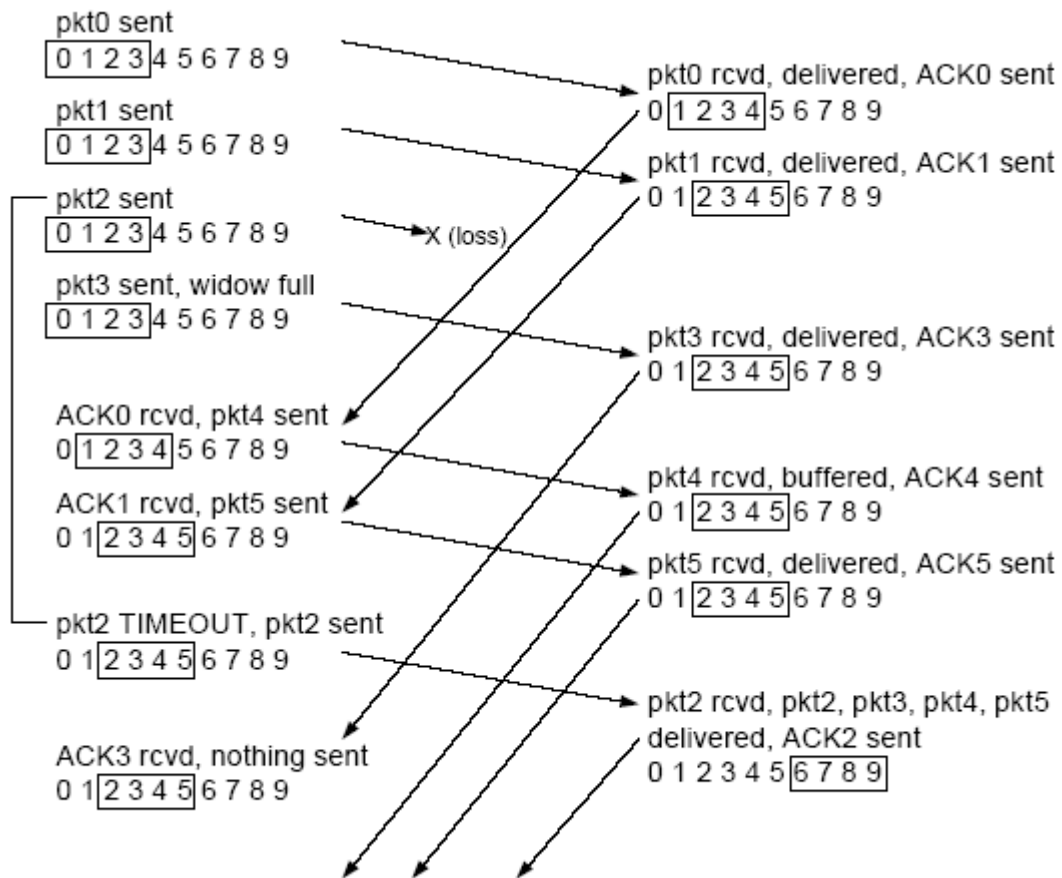 pkt0 sent
0 1 2 3 4 5 6 7 8 9
pkt1 sent
0 1 2 3 4 5 6 7 8 9
pkt2 sent
0 1 2 3 4 5 6 7 8 9
X (loss)
pkt3 sent, widow full
0 1 2 3 4 5 6 7 8 9
ACK0 rcvd, pkt4 sent
0 1 2 3 4 5 6 7 8 9
ACK1 rcvd, pkt5 sent
0 1 2 3 4 5 6 7 8 9
pkt2 TIMEOUT, pkt2 sent
0 1 2 3 4 5 6 7 8 9
ACK3 rcvd, nothing sent
0 1 2 3 4 5 6 7 8 9
pkt0 rcvd, delivered, ACK0 sent
0 1 2 3 4 5 6 7 8 9
pkt1 rcvd, delivered, ACK1 sent
0 1 2 3 4 5 6 7 8 9
pkt3 rcvd, delivered, ACK3 sent
0 1 2 3 4 5 6 7 8 9
pkt4 rcvd, buffered, ACK4 sent
0 1 2 3 4 5 6 7 8 9
pkt5 rcvd, delivered, ACK5 sent
0 1 2 3 4 5 6 7 8 9
pkt2 rcvd, pkt2, pkt3, pkt4, pkt5
delivered, ACK2 sent
0 1 2 3 4 5 6 7 8 9